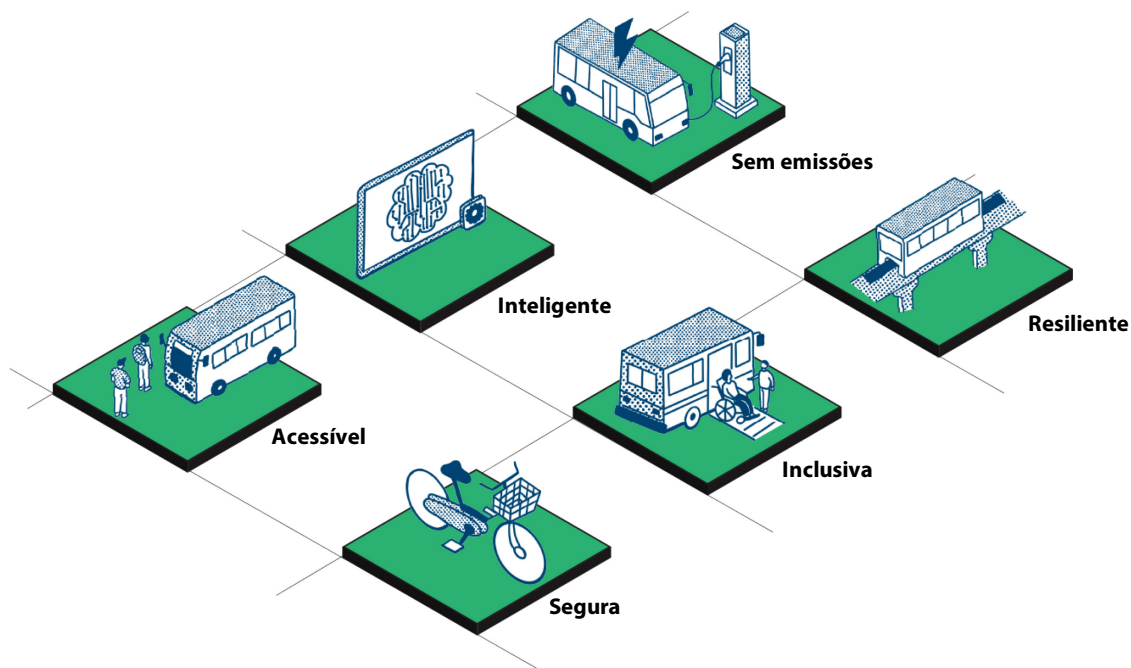 Sem emissões
Inteligente
Resiliente
Acessível
Inclusiva
Segura